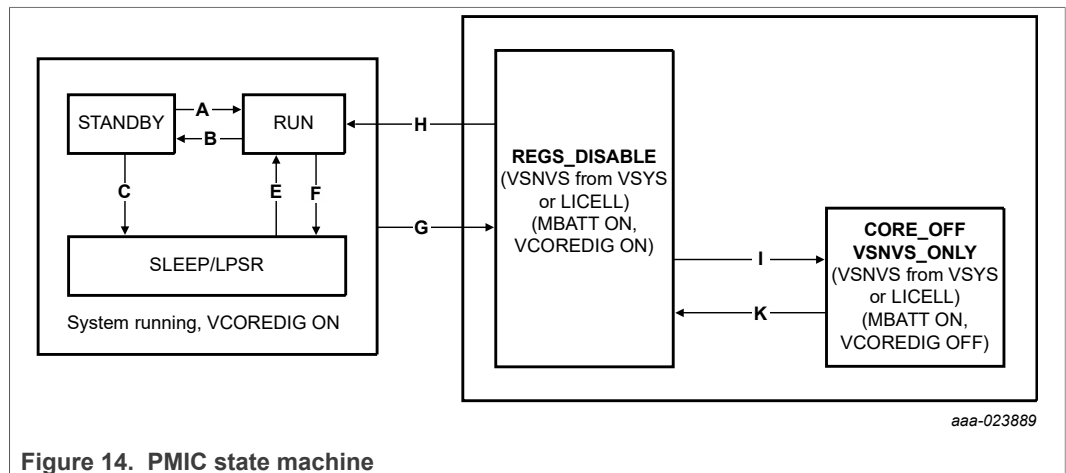 STANDBY
A
B
RUN
C
E
F
SLEEP/LPSR
System running, VCOREDIG ON
H
G
REGS_DISABLE
(VSNVS from VSYS
or LICELL)
(MBATT ON,
VCOREDIG ON)
I
K
CORE_OFF
VSNVS_ONLY
(VSNVS from VSYS
or LICELL)
(MBATT ON,
VCOREDIG OFF)
aaa-023889
Figure 14. PMIC state machine